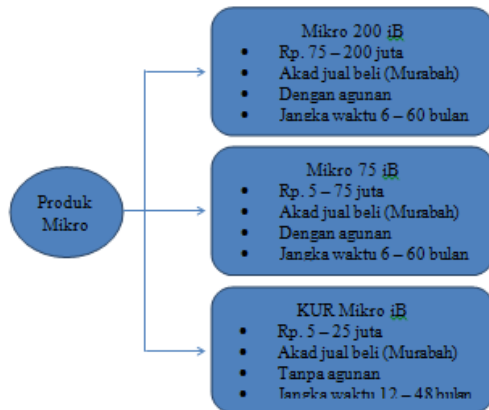 Produk
Mikro
Mikro 200 iB
• Rp. 75 – 200 juta
• Akad jual beli (Murabah)
• Dengan agunan
• Jangka waktu 6 – 60 bulan
Mikro 75 iB
• Rp. 5 – 75 juta
• Akad jual beli (Murabah)
• Dengan agunan
• Jangka waktu 6 – 60 bulan
KUR Mikro iB
• Rp. 5 – 25 juta
• Akad jual beli (Murabah)
• Tanpa agunan
• Jangka waktu 12 – 48 bulan